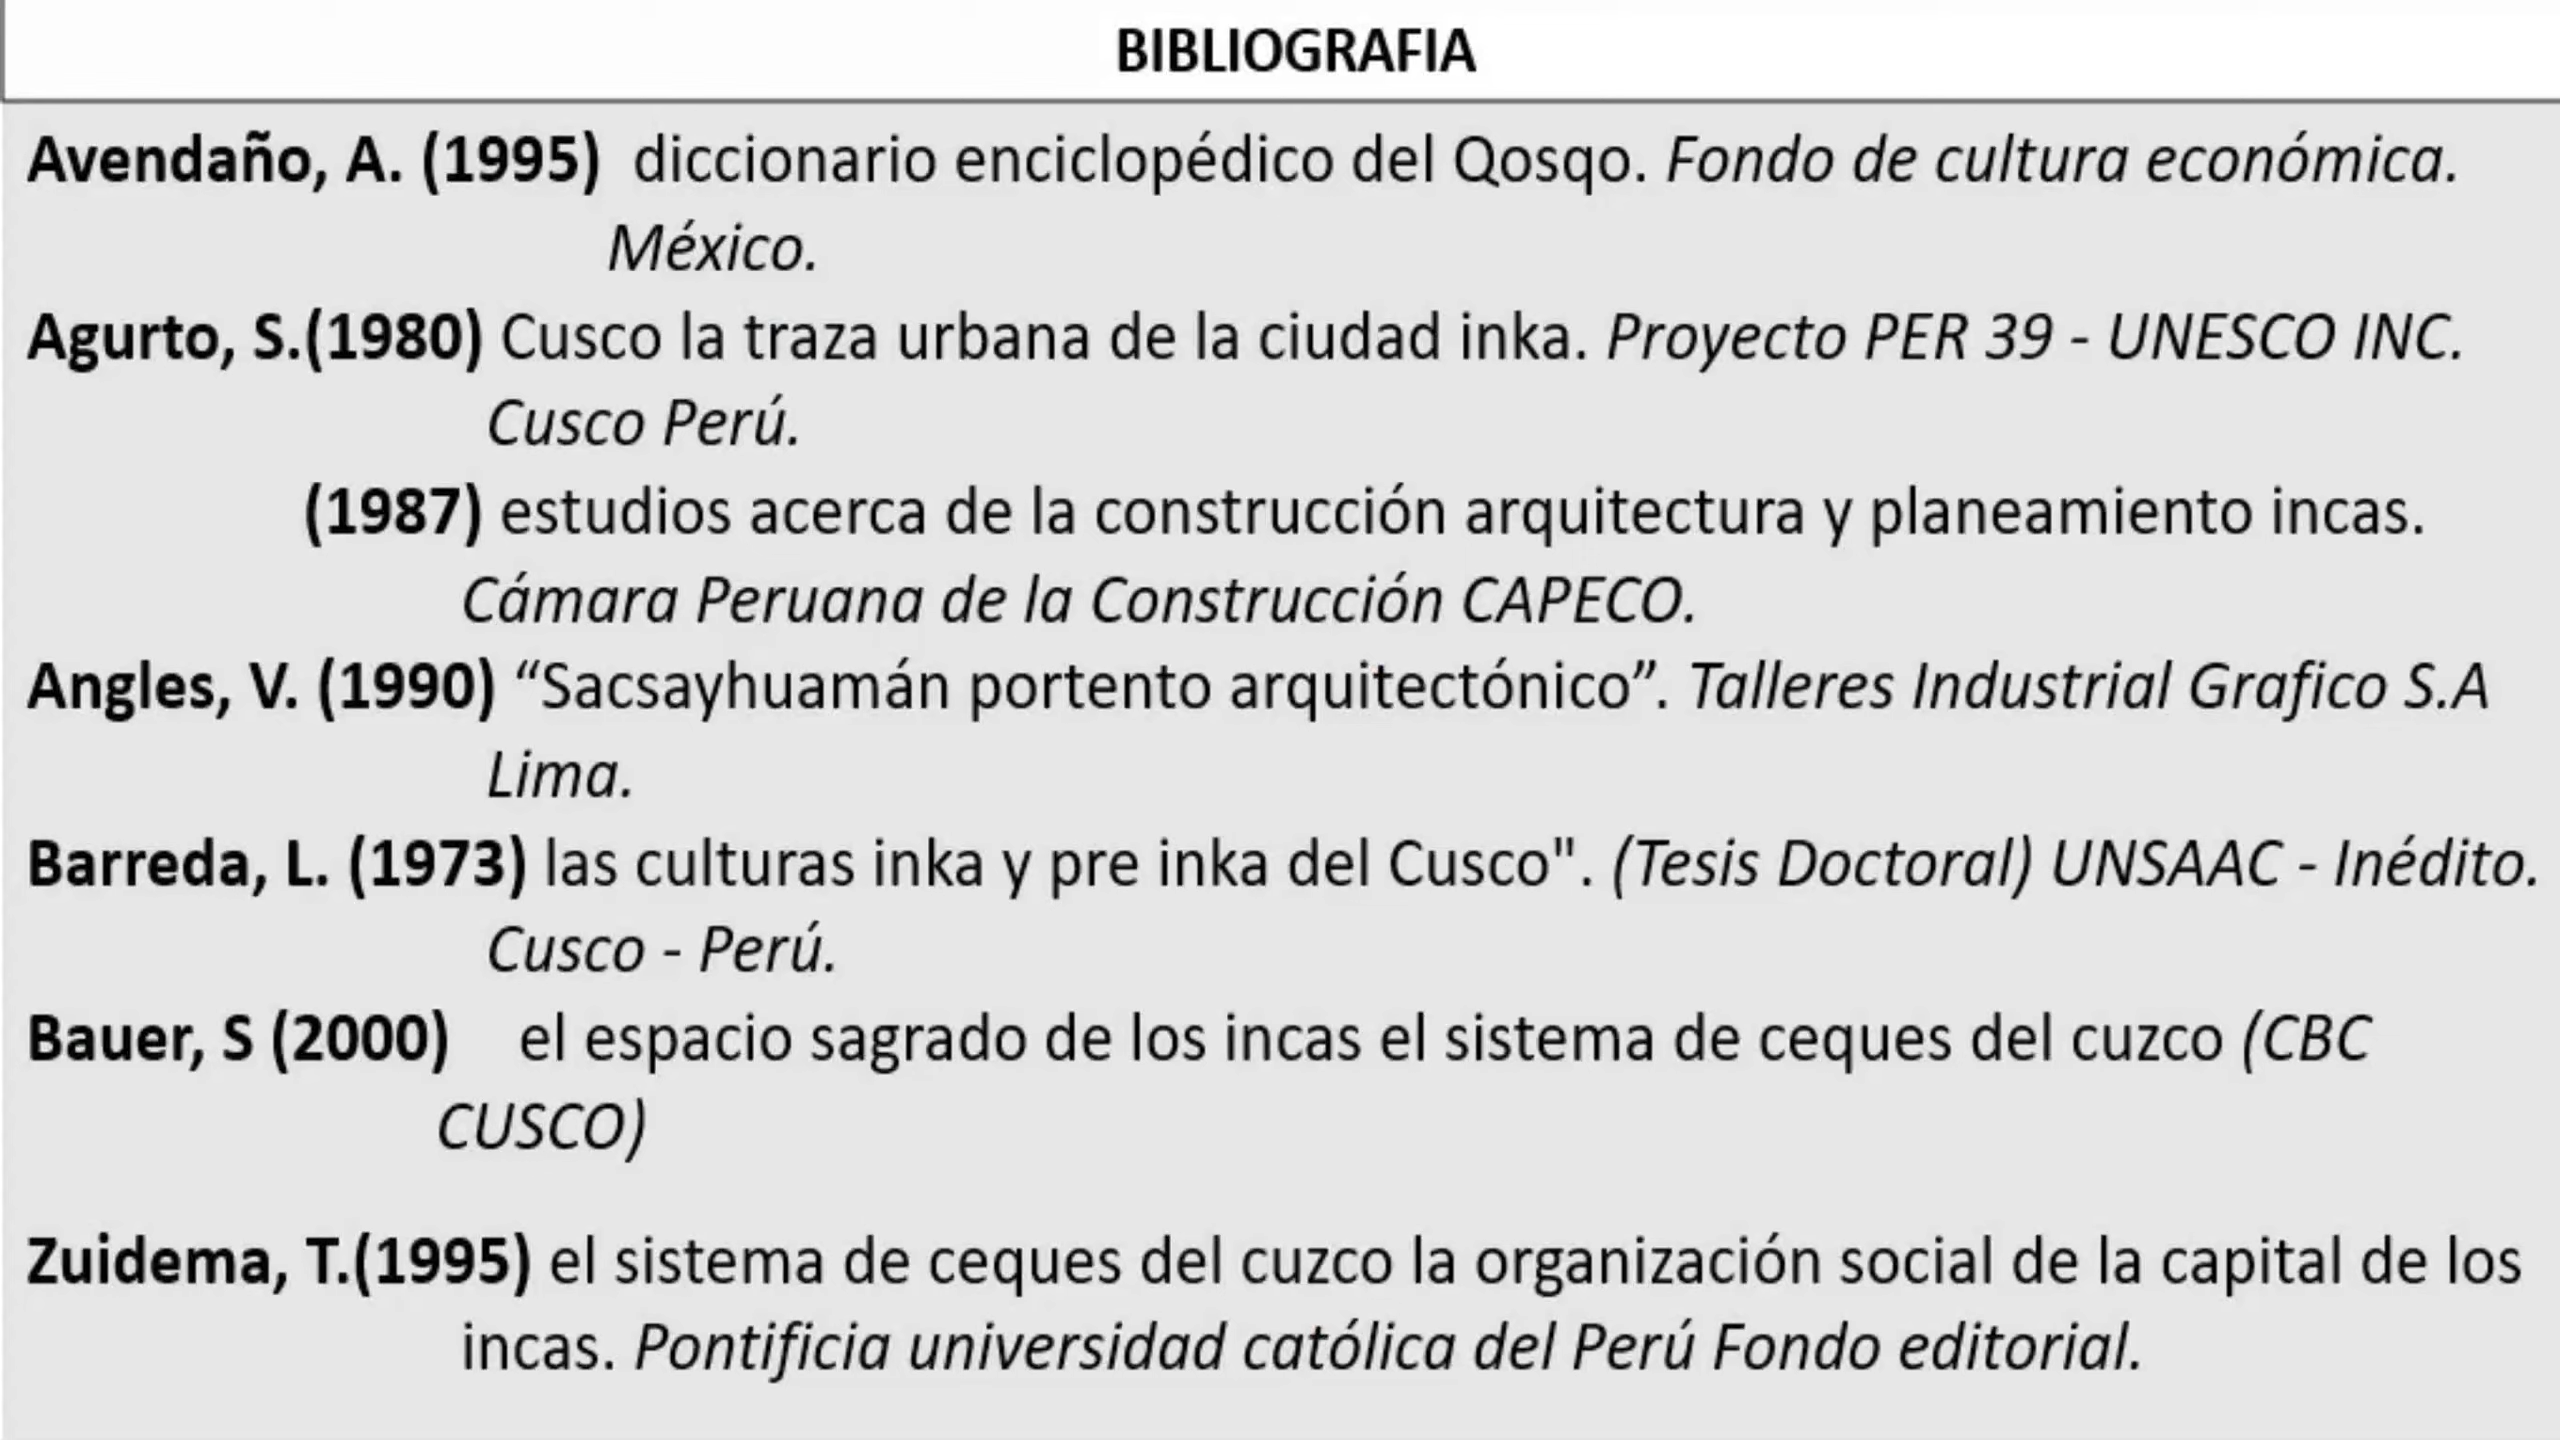 BIBLIOGRAFIA
Avendaño, A. (1995) diccionario enciclopédico del Qosqo. Fondo de cultura económica.
México.
Agurto, S.(1980) Cusco la traza urbana de la ciudad inka. Proyecto PER 39 - UNESCO INC.
Cusco Perú.
(1987) estudios acerca de la construcción arquitectura y planeamiento incas.
Cámara Peruana de la Construcción CAPECO.
Angles, V. (1990) “Sacsayhuamán portento arquitectónico”. Talleres Industrial Grafico S.A
Lima.
Barreda, L. (1973) las culturas inka y pre inka del Cusco". (Tesis Doctoral) UNSAAC - Inédito.
Cusco - Perú.
Bauer, S (2000) el espacio sagrado de los incas el sistema de ceques del cuzco (CBC
CUSCO)
Zuidema, T.(1995) el sistema de ceques del cuzco la organización social de la capital de los
incas. Pontificia universidad católica del Perú Fondo editorial.